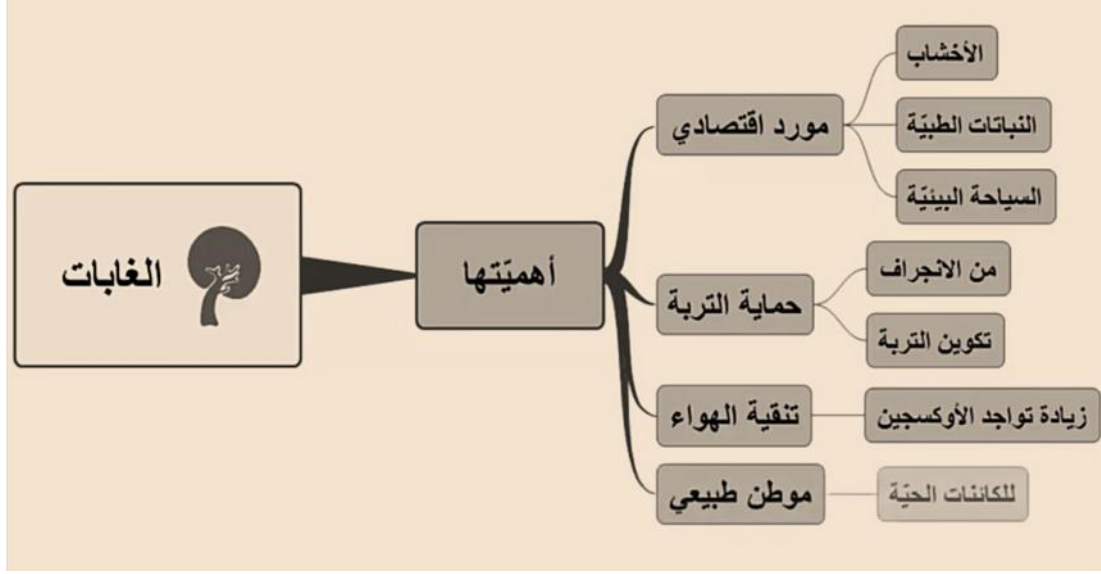 الغابات
أهميّتها
مورد اقتصادي
الأخشاب
النباتات الطبيّة
السياحة البيئيّة
حماية التربة
من الانجراف
تكوين التربة
تنقية الهواء
زيادة تواجد الأوكسجين
موطن طبيعي
للكائنات الحيّة